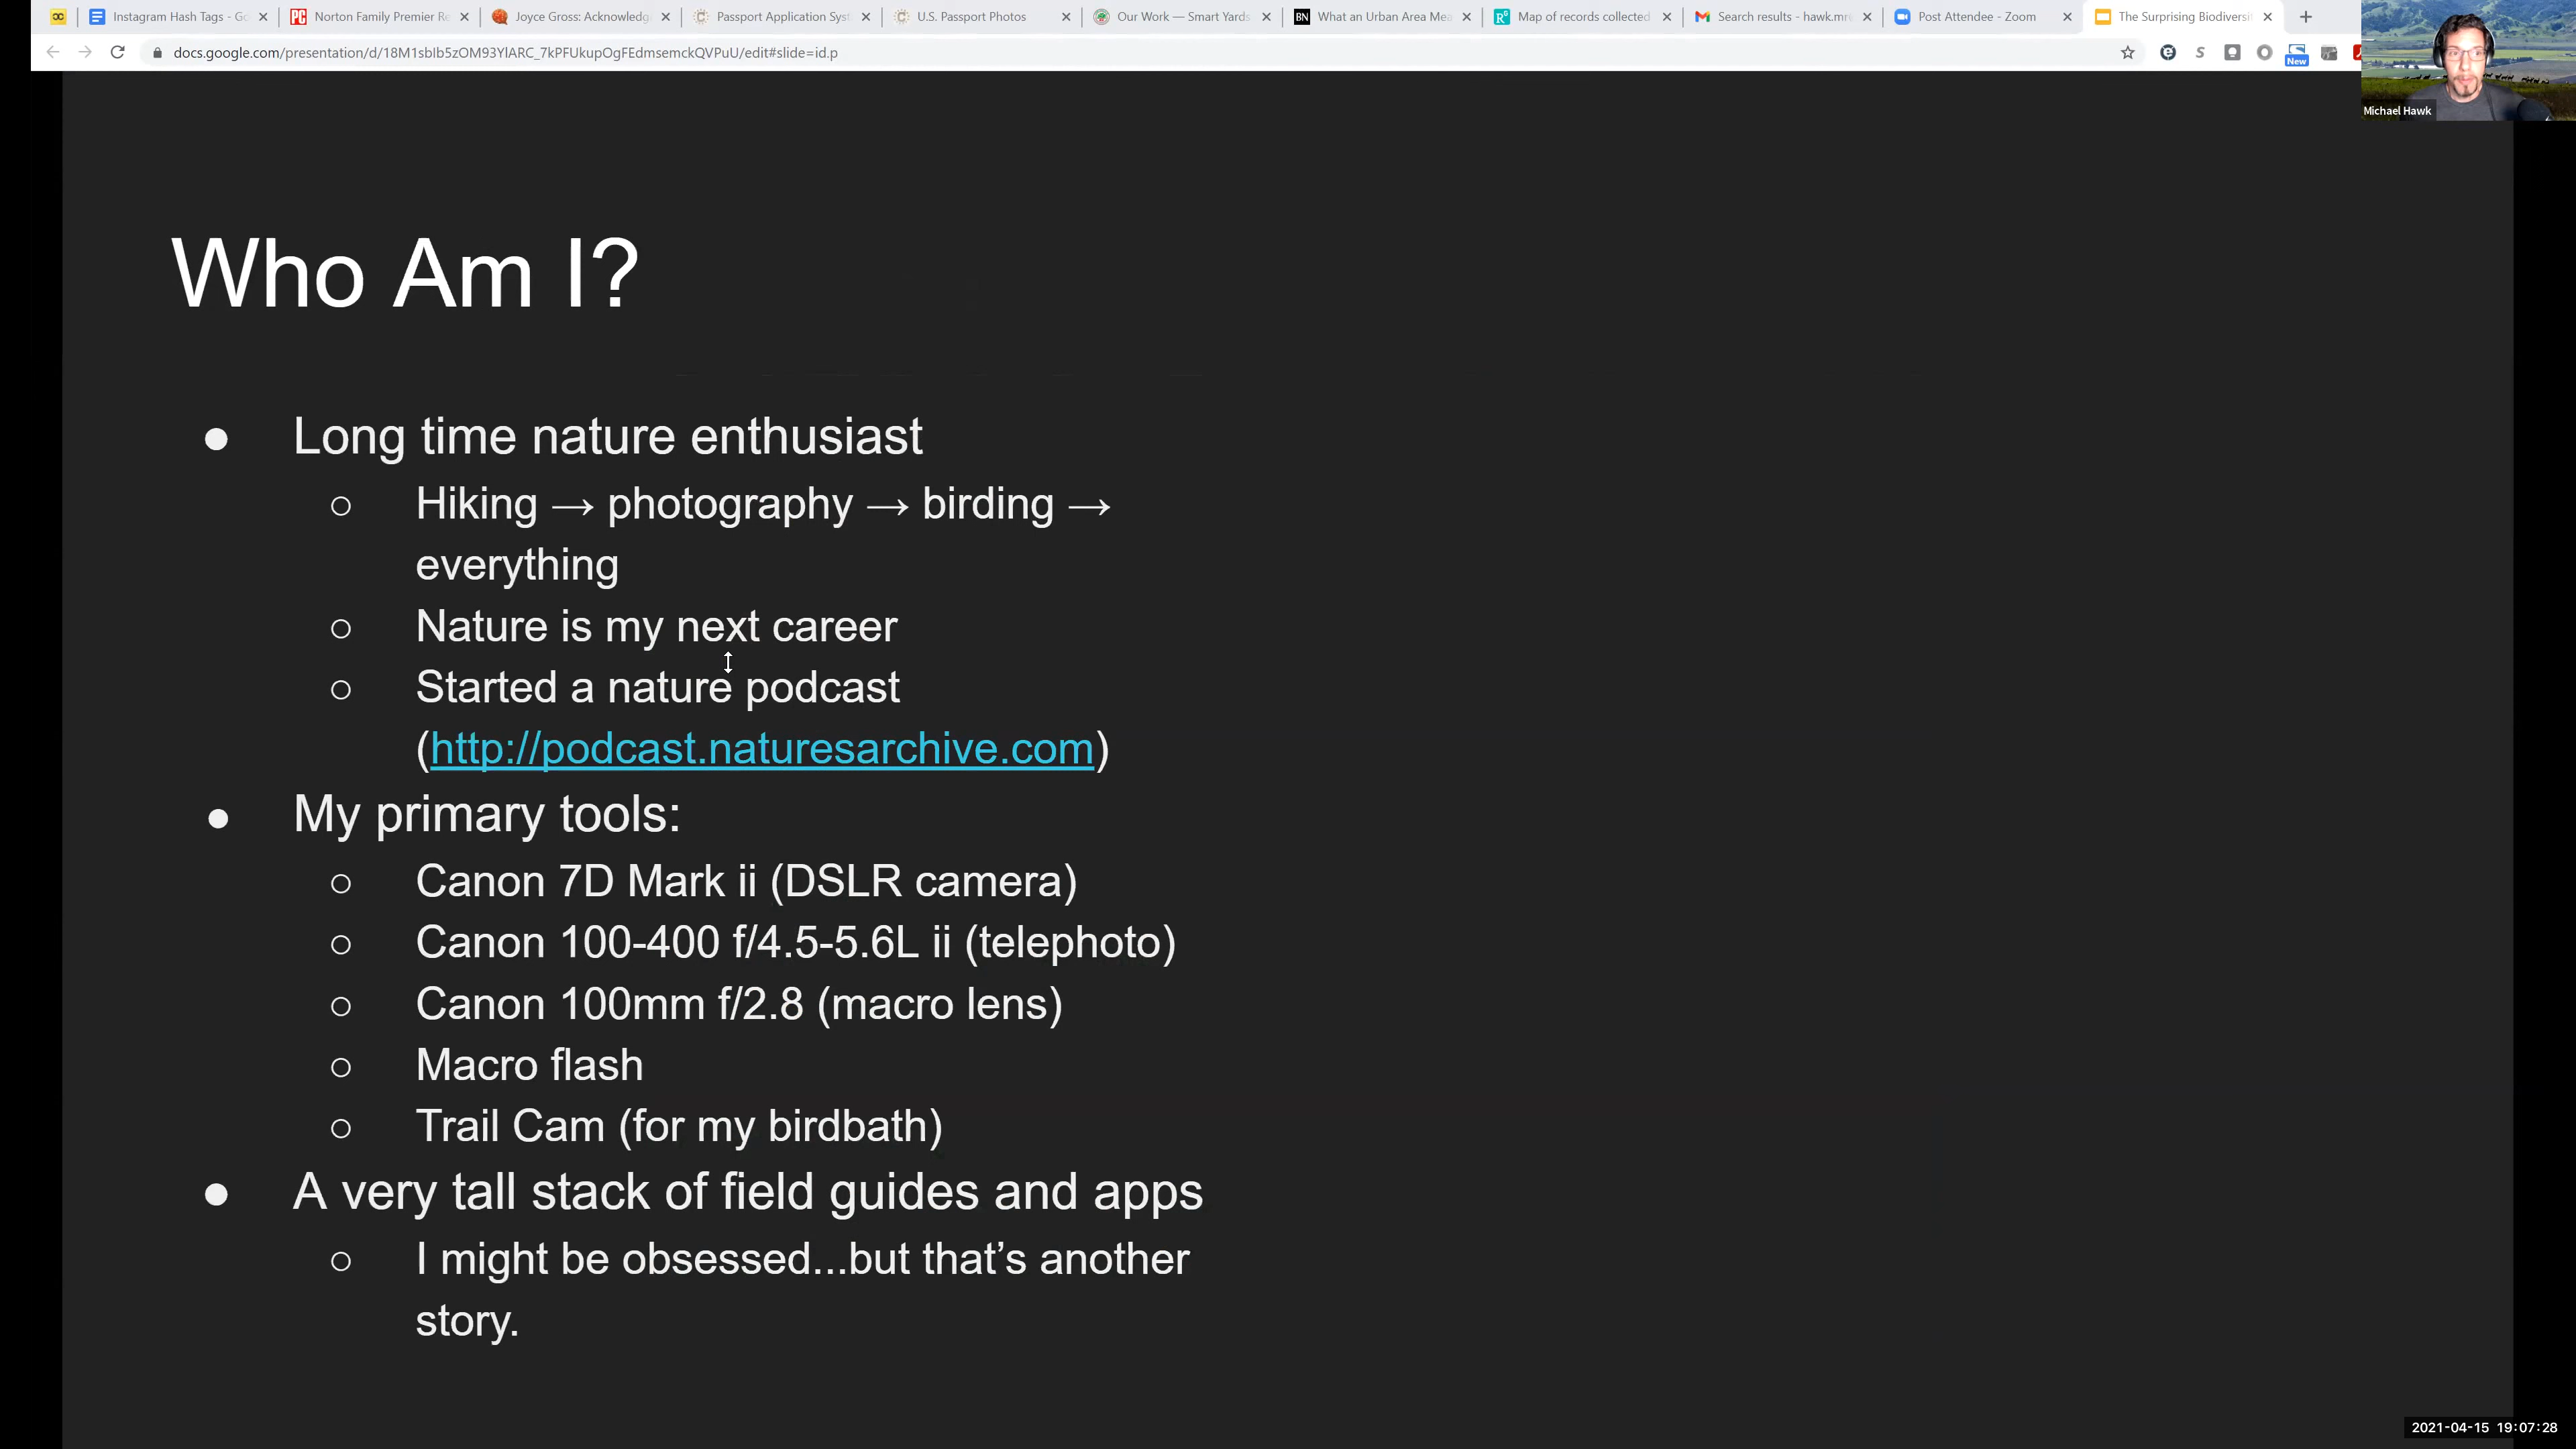 Instagram Hash Tags - Go
Norton Family Premier Re
Joyce Gross: Acknowledg
Passport Application Syst
U.S. Passport Photos
Our Work — Smart Yards
BN What an Urban Area Mea
Map of records collected
Search results - hawk.mr
Post Attendee - Zoom
The Surprising Biodiversi
docs.google.com/presentation/d/18M1sbIb5zOM93YlARC_7kPFUkupOgFEdmsemckQVPuU/edit#slide=id.p
New
Michael Hawk
Who Am I?
● Long time nature enthusiast
○ Hiking → photography → birding →
everything
○ Nature is my next career
○ Started a nature podcast
(http://podcast.naturesarchive.com)
● My primary tools:
○ Canon 7D Mark ii (DSLR camera)
○ Canon 100-400 f/4.5-5.6L ii (telephoto)
○ Canon 100mm f/2.8 (macro lens)
○ Macro flash
○ Trail Cam (for my birdbath)
● A very tall stack of field guides and apps
○ I might be obsessed...but that’s another
story.
2021-04-15 19:07:28